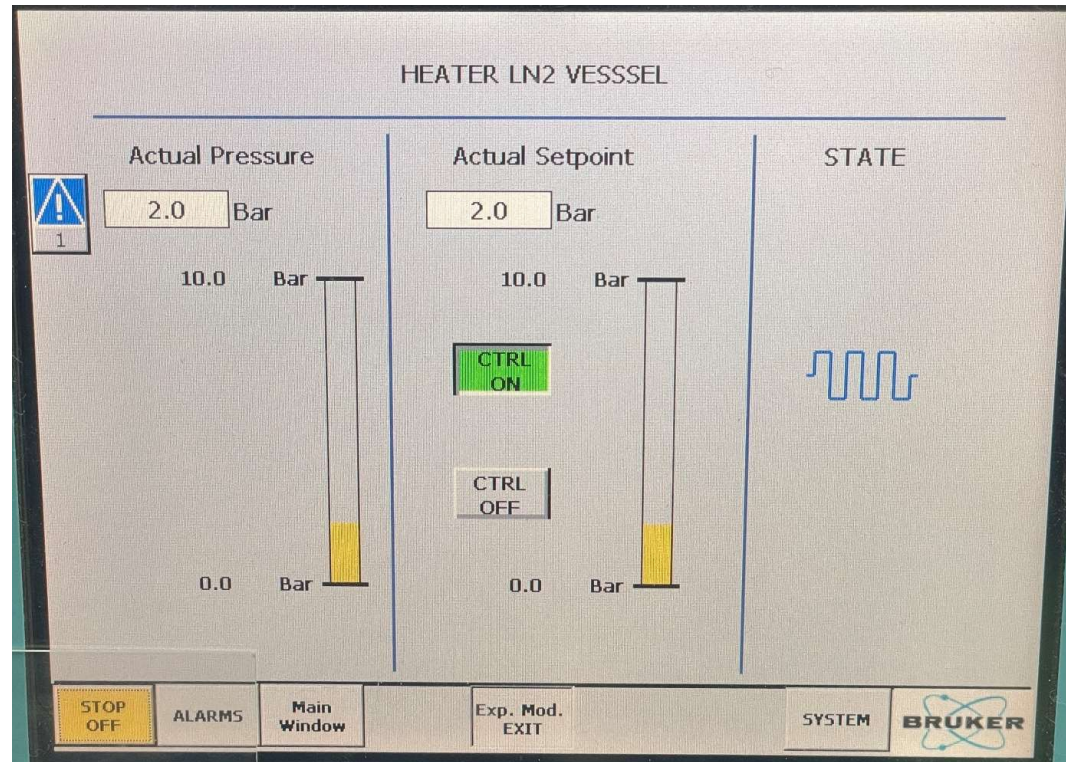 HEATER LN2 VESSSEL
Actual Pressure
Actual Setpoint
STATE
1
2.0 Bar
2.0 Bar
10.0 Bar
10.0 Bar
CTRL
ON
CTRL
OFF
0.0 Bar
0.0 Bar
STOP
OFF
ALARMS
Main
Window
Exp. Mod.
EXIT
SYSTEM
BRUKER